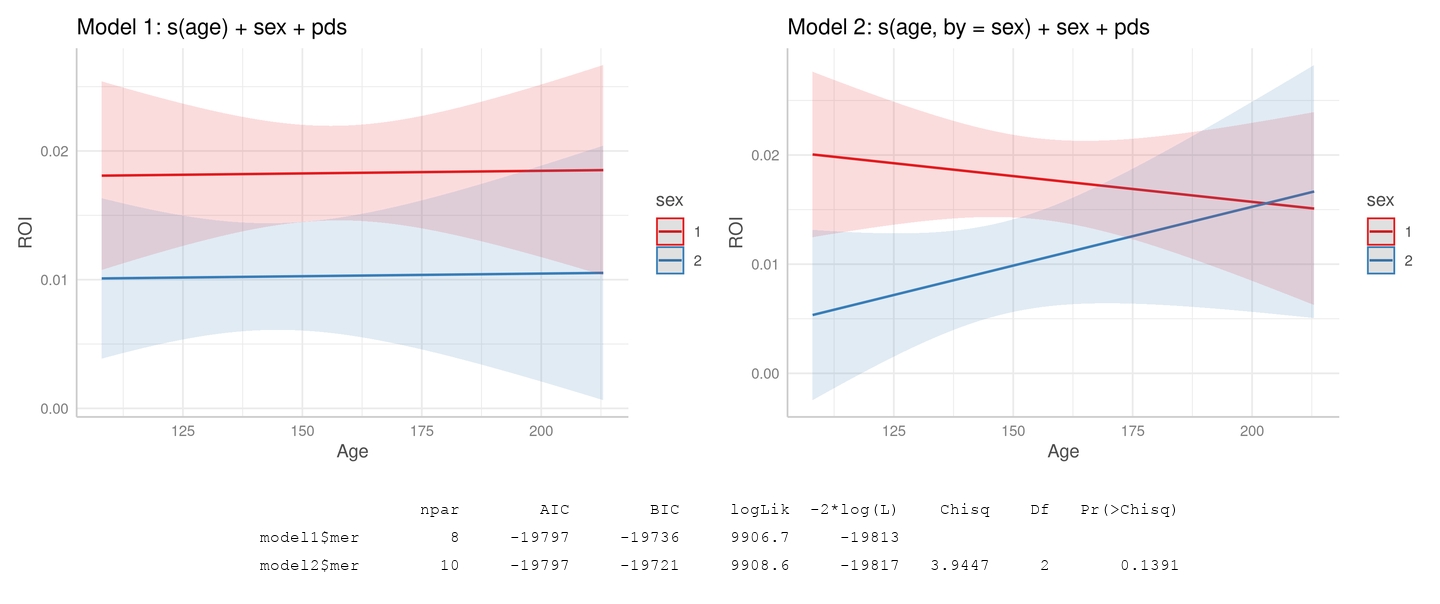 Model 1: s(age) + sex + pds
ROI
0.02
0.01
0.00
125 150 175 200
Age
sex
1
2
Model 2: s(age, by = sex) + sex + pds
ROI
0.02
0.01
0.00
125 150 175 200
Age
sex
1
2
npar AIC BIC logLik -2*log(L) Chisq Df Pr(>Chisq)
model1$mer 8 -19797 -19736 9906.7 -19813
model2$mer 10 -19797 -19721 9908.6 -19817 3.9447 2 0.1391